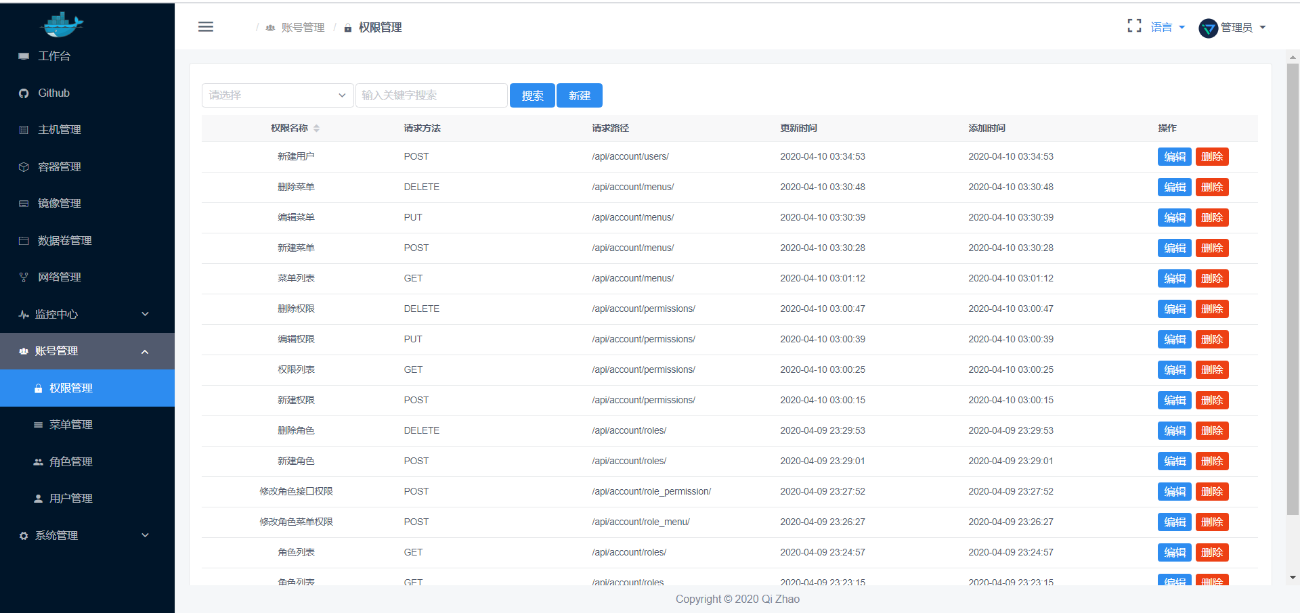 / 账号管理 / 权限管理
语言 管理员
工作台
Github
主机管理
容器管理
镜像管理
数据卷管理
网络管理
监控中心
账号管理
权限管理
菜单管理
角色管理
用户管理
系统管理
请选择 输入关键字搜索 搜索 新建
权限名称 请求方法 请求路径 更新时间 添加时间 操作
新建用户 POST /api/account/users/ 2020-04-10 03:34:53 2020-04-10 03:34:53 编辑 删除
删除菜单 DELETE /api/account/menus/ 2020-04-10 03:30:48 2020-04-10 03:30:48 编辑 删除
编辑菜单 PUT /api/account/menus/ 2020-04-10 03:30:39 2020-04-10 03:30:39 编辑 删除
新建菜单 POST /api/account/menus/ 2020-04-10 03:30:28 2020-04-10 03:30:28 编辑 删除
菜单列表 GET /api/account/menus/ 2020-04-10 03:01:12 2020-04-10 03:01:12 编辑 删除
删除权限 DELETE /api/account/permissions/ 2020-04-10 03:00:47 2020-04-10 03:00:47 编辑 删除
编辑权限 PUT /api/account/permissions/ 2020-04-10 03:00:39 2020-04-10 03:00:39 编辑 删除
权限列表 GET /api/account/permissions/ 2020-04-10 03:00:25 2020-04-10 03:00:25 编辑 删除
新建权限 POST /api/account/permissions/ 2020-04-10 03:00:15 2020-04-10 03:00:15 编辑 删除
删除角色 DELETE /api/account/roles/ 2020-04-09 23:29:53 2020-04-09 23:29:53 编辑 删除
新建角色 POST /api/account/roles/ 2020-04-09 23:29:01 2020-04-09 23:29:01 编辑 删除
修改角色接口权限 POST /api/account/role_permission/ 2020-04-09 23:27:52 2020-04-09 23:27:52 编辑 删除
修改角色菜单权限 POST /api/account/role_menu/ 2020-04-09 23:26:27 2020-04-09 23:26:27 编辑 删除
角色列表 GET /api/account/roles/ 2020-04-09 23:24:57 2020-04-09 23:24:57 编辑 删除
角色列表 GET /api/account/roles 2020-04-09 23:23:15 2020-04-09 23:23:15 编辑 删除
Copyright © 2020 Qi Zhao